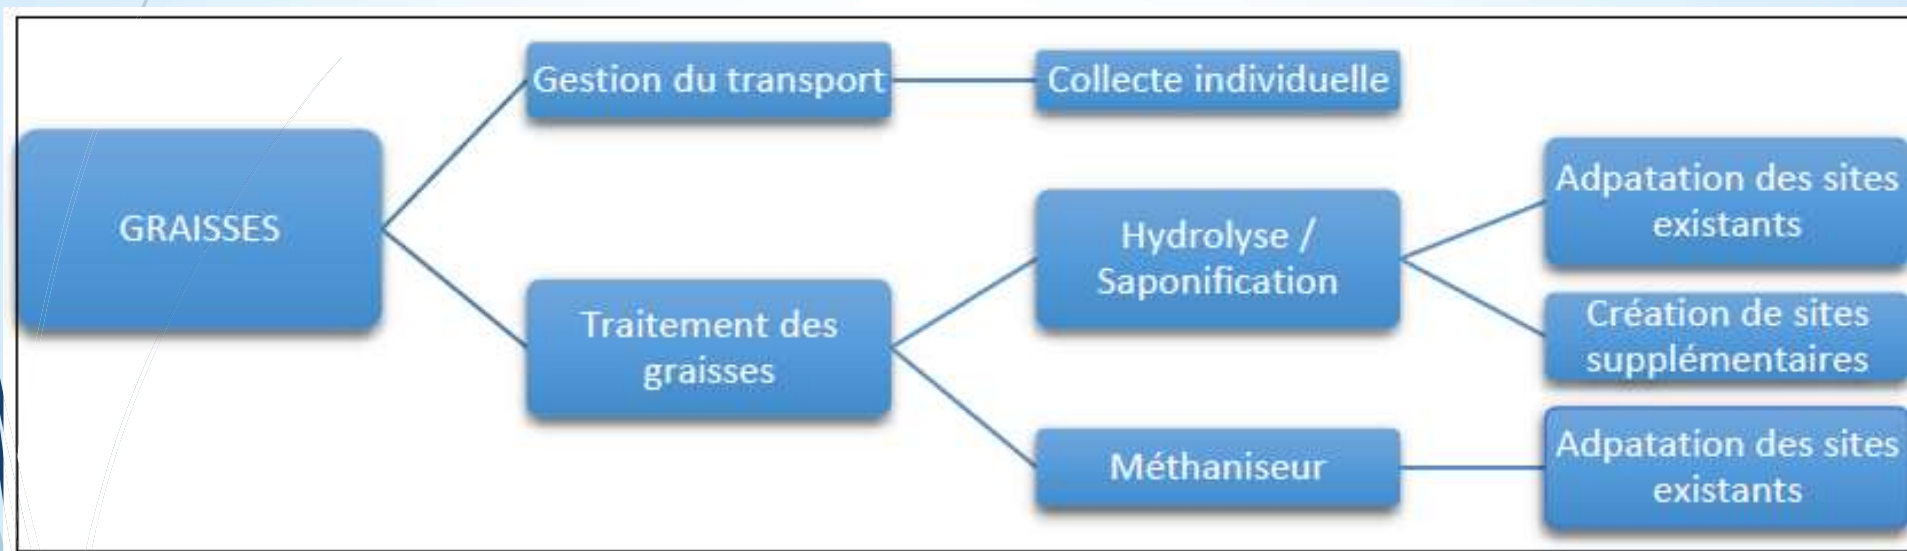 GRAISSES
Gestion du transport
Collecte individuelle
Traitement des
graisses
Hydrolyse /
Saponification
Adpatation des sites
existants
Création de sites
supplémentaires
Méthaniseur
Adpatation des sites
existants